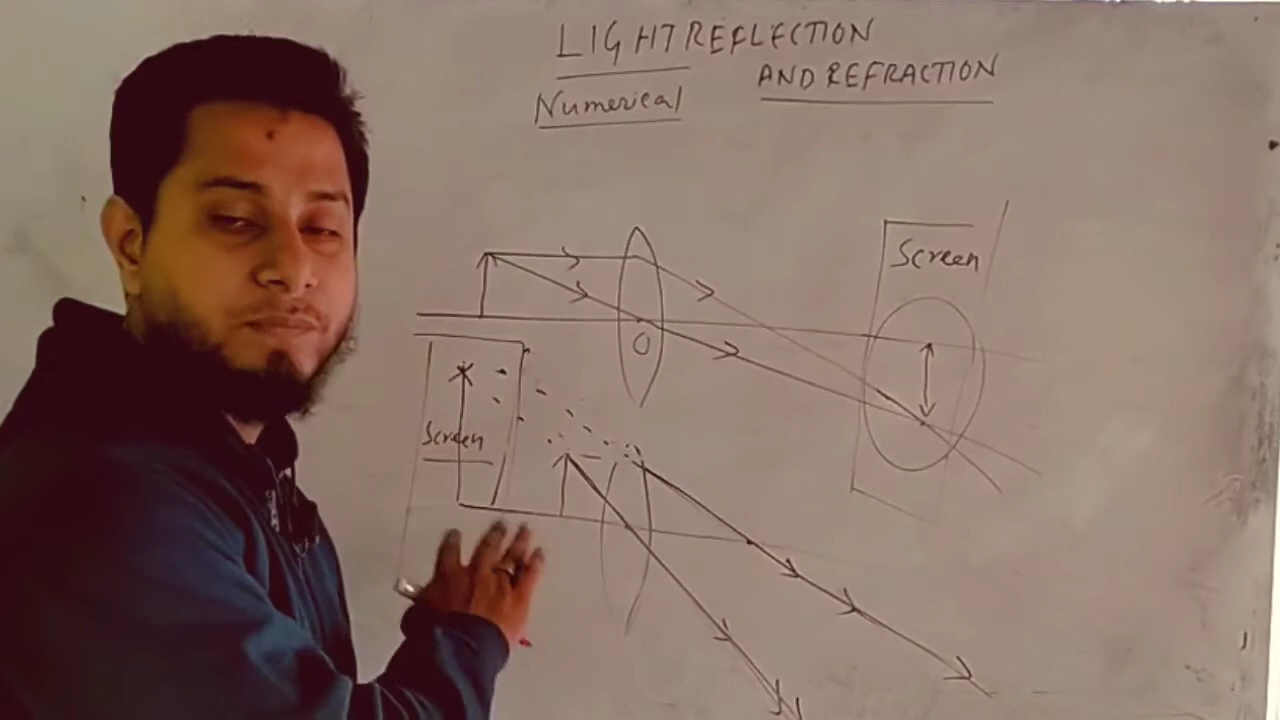 LIGHT REFLECTION
AND REFRACTION
Numerical
Screen
O
Screen